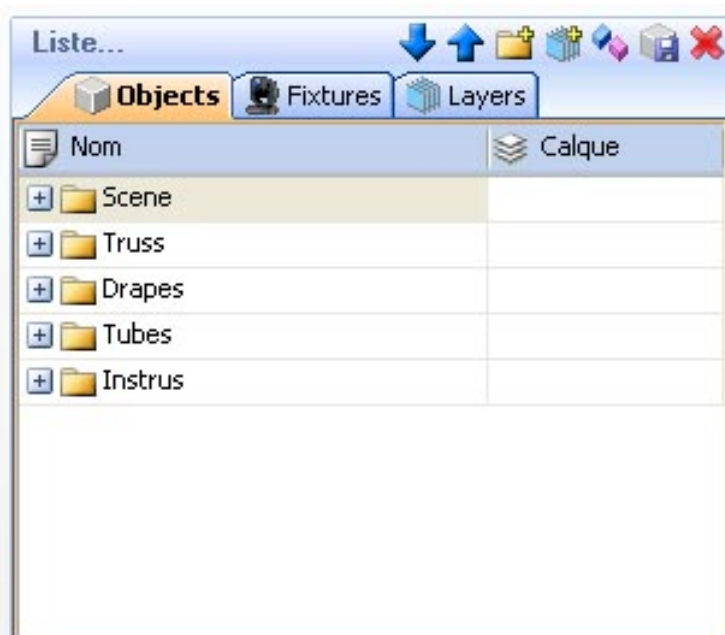 Liste...
Objects Fixtures Layers
Nom Calque
Scene
Truss
Drapes
Tubes
Instrus